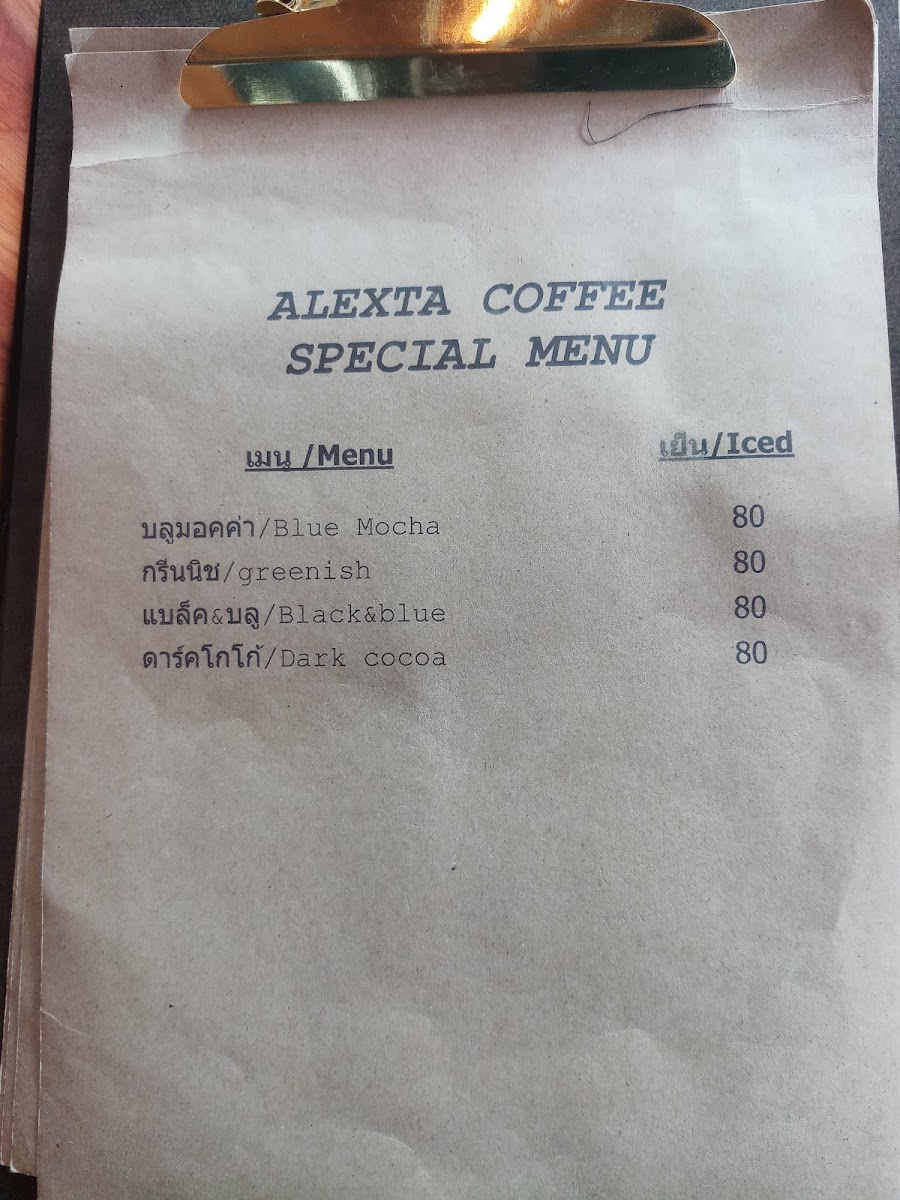 ALEXTA COFFEE
SPECIAL MENU
เมนู /Menu เย็น/Iced
บลูมอคค่า/Blue Mocha 80
กรีนนิช/greenish 80
แบล็ค&บลู/Black&blue 80
ดาร์คโกโก้/Dark cocoa 80